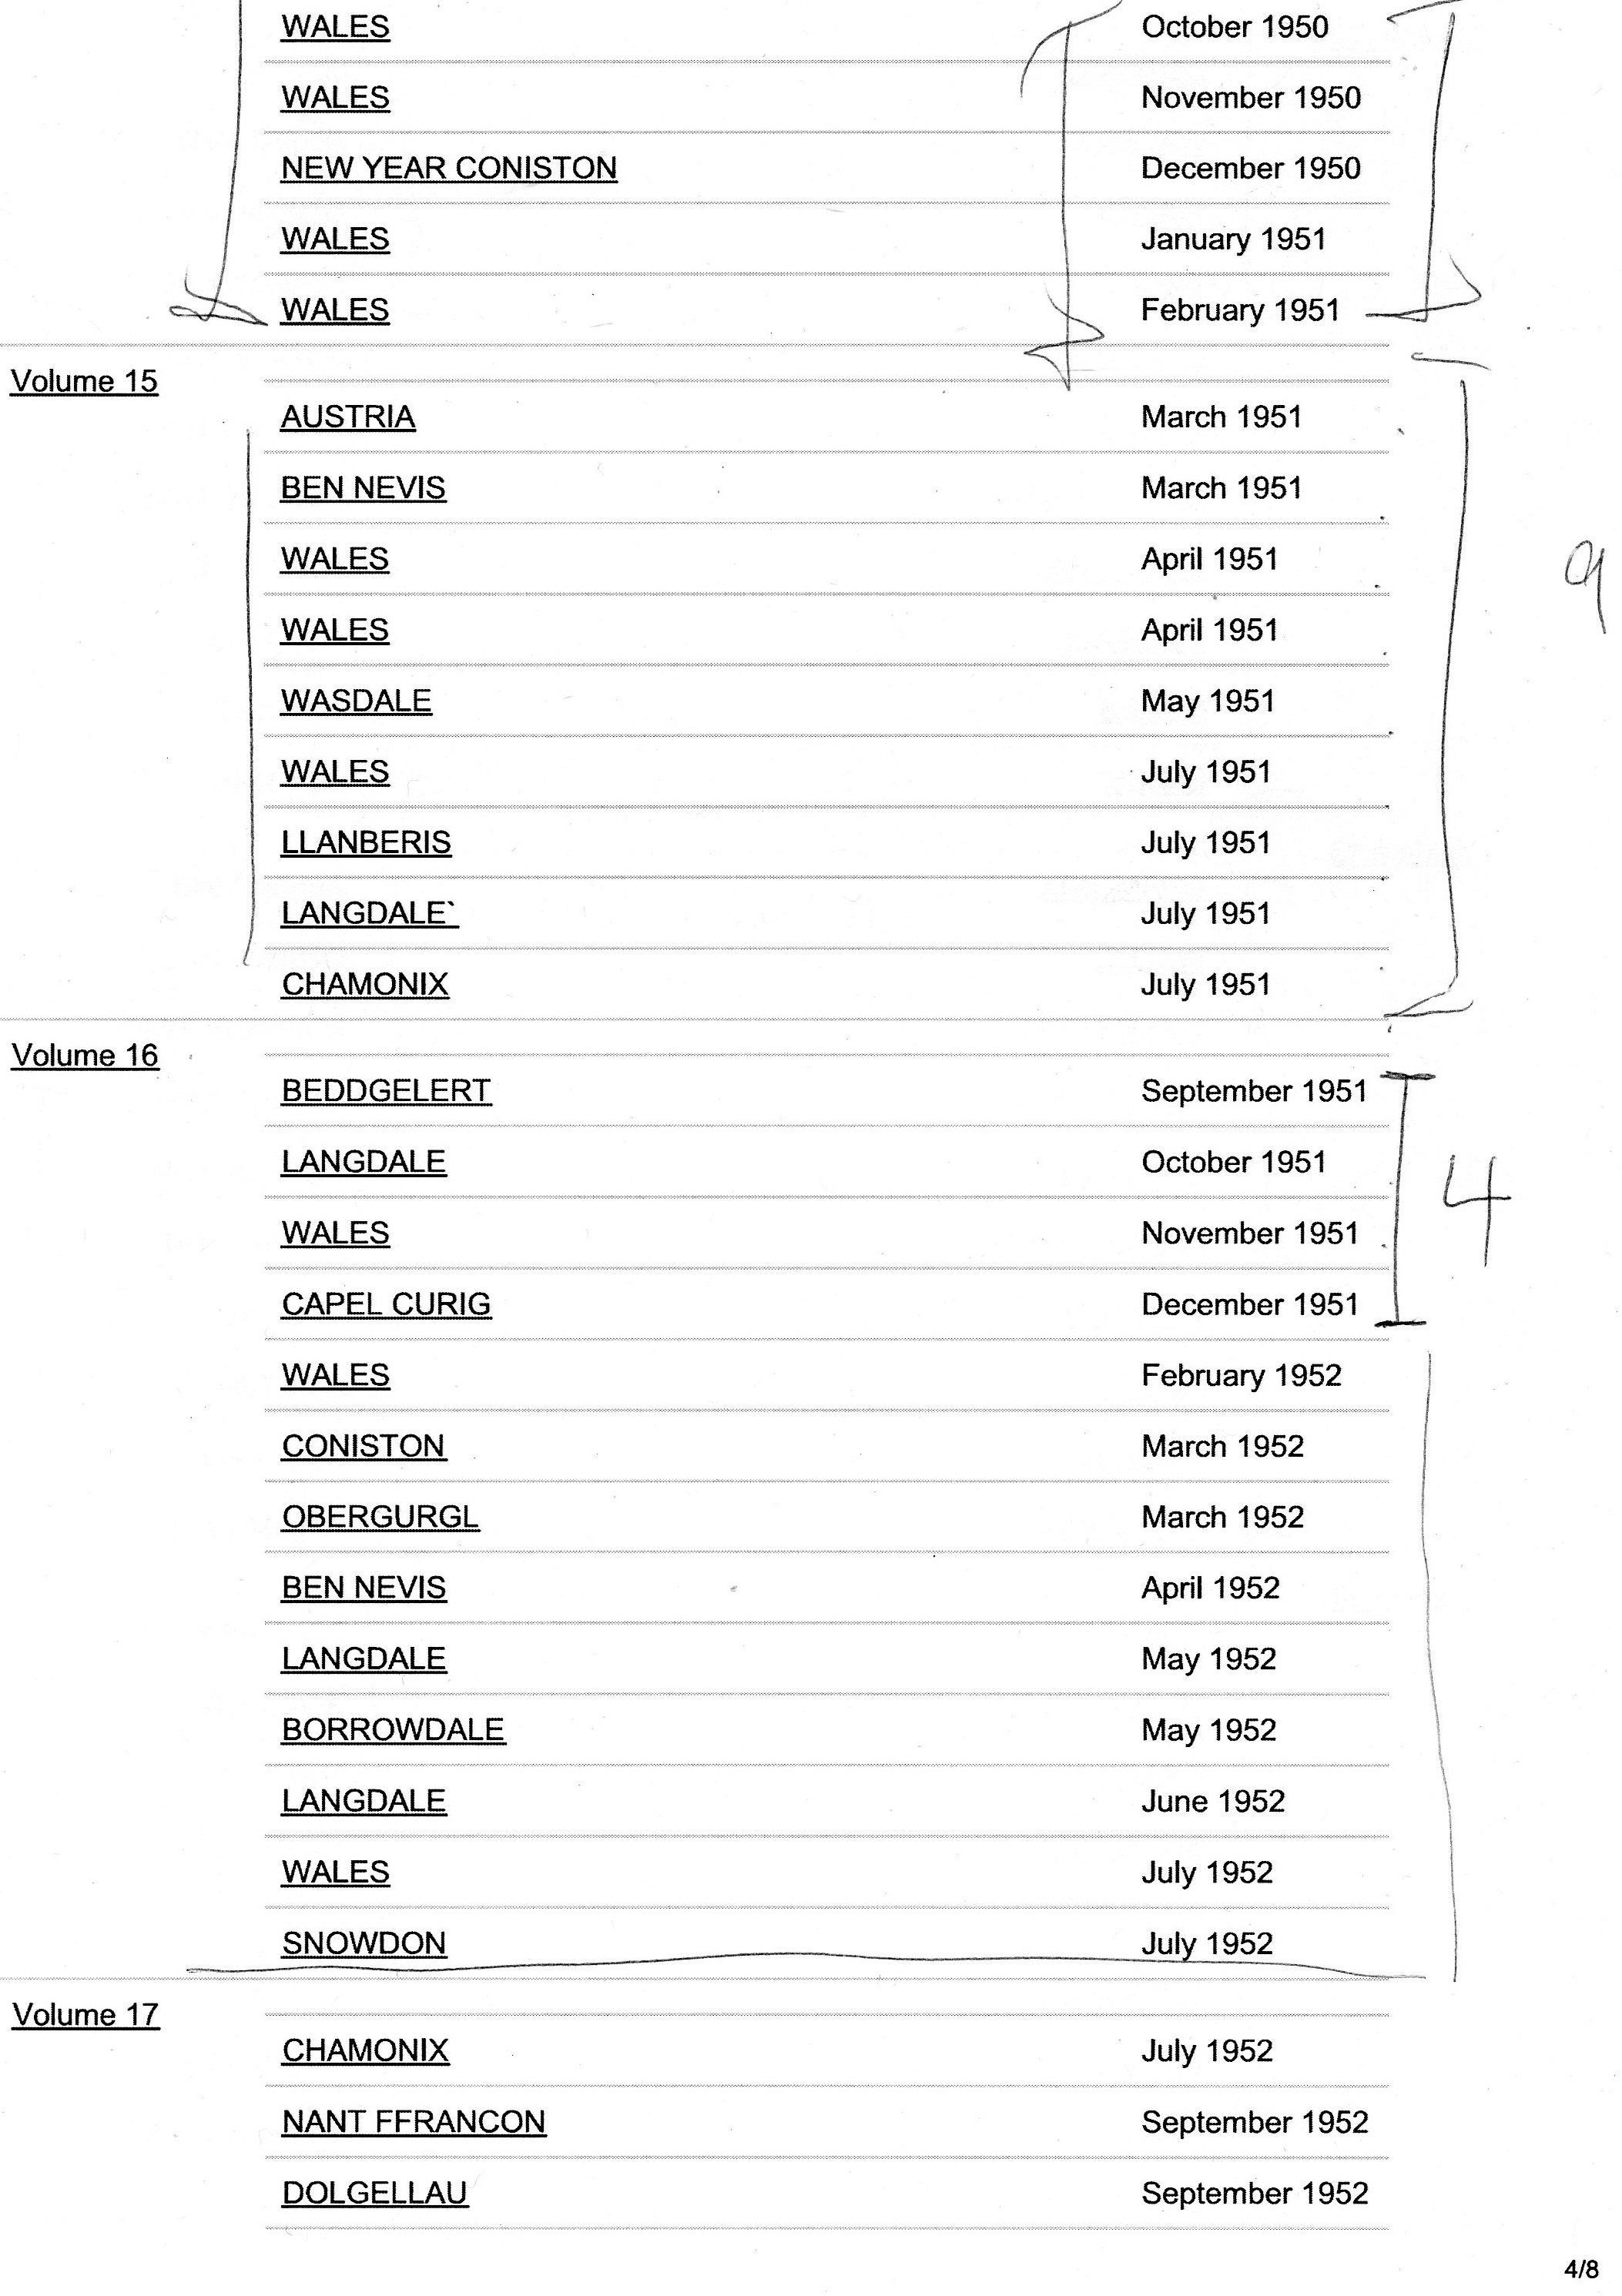 WALES October 1950
WALES November 1950
NEW YEAR CONISTON December 1950
WALES January 1951
WALES February 1951
Volume 15
AUSTRIA March 1951
BEN NEVIS March 1951
WALES April 1951
9
WALES April 1951
WASDALE May 1951
WALES July 1951
LLANBERIS July 1951
LANGDALE` July 1951
CHAMONIX July 1951
Volume 16
BEDDGELERT September 1951
LANGDALE October 1951
4
WALES November 1951
CAPEL CURIG December 1951
WALES February 1952
CONISTON March 1952
OBERGURGL March 1952
BEN NEVIS April 1952
LANGDALE May 1952
BORROWDALE May 1952
LANGDALE June 1952
WALES July 1952
SNOWDON July 1952
Volume 17
CHAMONIX July 1952
NANT FFRANCON September 1952
DOLGELLAU September 1952
4/8